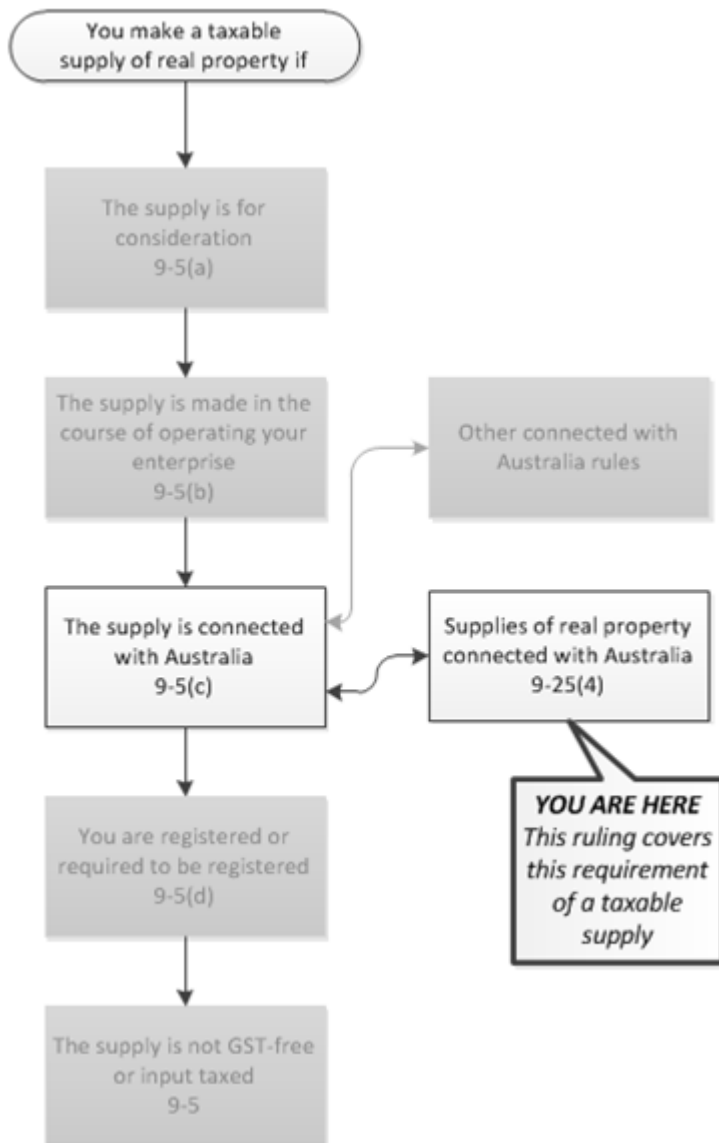 You make a taxable
supply of real property if
The supply is for
consideration
9-5(a)
The supply is made in the
course of operating your
enterprise
9-5(b)
Other connected with
Australia rules
The supply is connected
with Australia
9-5(c)
Supplies of real property
connected with Australia
9-25(4)
YOU ARE HERE
This ruling covers
this requirement
of a taxable
supply
You are registered or
required to be registered
9-5(d)
The supply is not GST-free
or input taxed
9-5